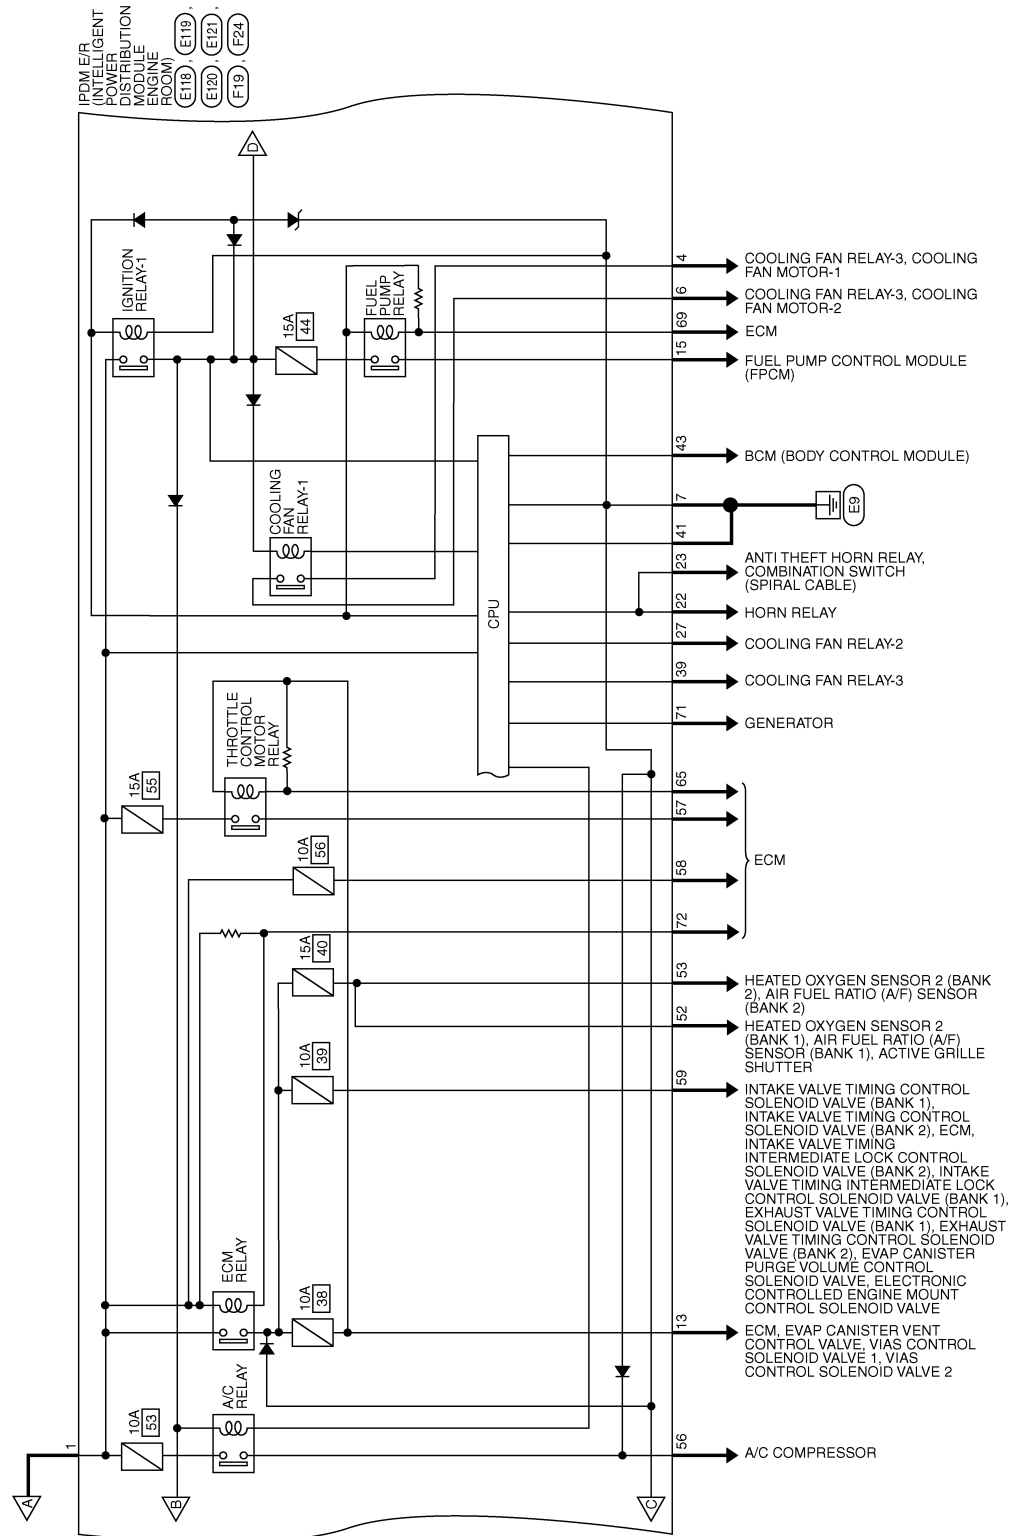 IPDM E/R
(INTELLIGENT
POWER
DISTRIBUTION
MODULE
ENGINE
ROOM)
E118 , E119 ,
E120 , E121 ,
F19 , F24
D
IGNITION
RELAY-1
15A
44
FUEL
PUMP
RELAY
4
COOLING FAN RELAY-3, COOLING
FAN MOTOR-1
6
COOLING FAN RELAY-3, COOLING
FAN MOTOR-2
69
ECM
15
FUEL PUMP CONTROL MODULE
(FPCM)
43
BCM (BODY CONTROL MODULE)
COOLING
FAN
RELAY-1
7
E9
41
23
ANTI THEFT HORN RELAY,
COMBINATION SWITCH
(SPIRAL CABLE)
CPU
22
HORN RELAY
27
COOLING FAN RELAY-2
39
COOLING FAN RELAY-3
71
GENERATOR
THROTTLE
CONTROL
MOTOR
RELAY
15A
55
65
57
ECM
10A
56
58
72
15A
40
53
HEATED OXYGEN SENSOR 2 (BANK
2), AIR FUEL RATIO (A/F) SENSOR
(BANK 2)
52
HEATED OXYGEN SENSOR 2
(BANK 1), AIR FUEL RATIO (A/F)
SENSOR (BANK 1), ACTIVE GRILLE
SHUTTER
10A
39
59
INTAKE VALVE TIMING CONTROL
SOLENOID VALVE (BANK 1),
INTAKE VALVE TIMING CONTROL
SOLENOID VALVE (BANK 2), ECM,
INTAKE VALVE TIMING
INTERMEDIATE LOCK CONTROL
SOLENOID VALVE (BANK 2), INTAKE
VALVE TIMING INTERMEDIATE LOCK
CONTROL SOLENOID VALVE (BANK 1),
EXHAUST VALVE TIMING CONTROL
SOLENOID VALVE (BANK 1), EXHAUST
VALVE TIMING CONTROL SOLENOID
VALVE (BANK 2), EVAP CANISTER
PURGE VOLUME CONTROL
SOLENOID VALVE, ELECTRONIC
CONTROLLED ENGINE MOUNT
CONTROL SOLENOID VALVE
ECM
RELAY
10A
38
13
ECM, EVAP CANISTER VENT
CONTROL VALVE, VIAS CONTROL
SOLENOID VALVE 1, VIAS
CONTROL SOLENOID VALVE 2
A/C
RELAY
10A
53
1
56
A/C COMPRESSOR
A
B
C